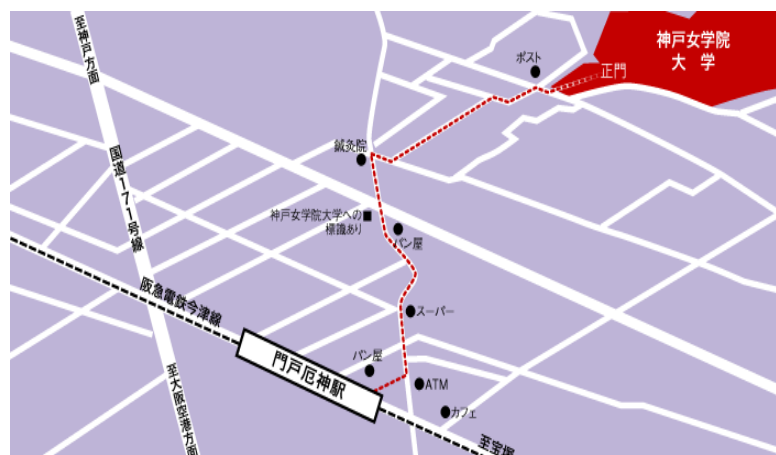 至神戸方面
神戸女学院
大学
ポスト
正門
鍼灸院
国道171号線
神戸女学院大学への
標識あり
パン屋
阪急電鉄今津線
スーパー
門戸厄神駅
パン屋
ATM
カフェ
至大阪空港方面
至宝塚